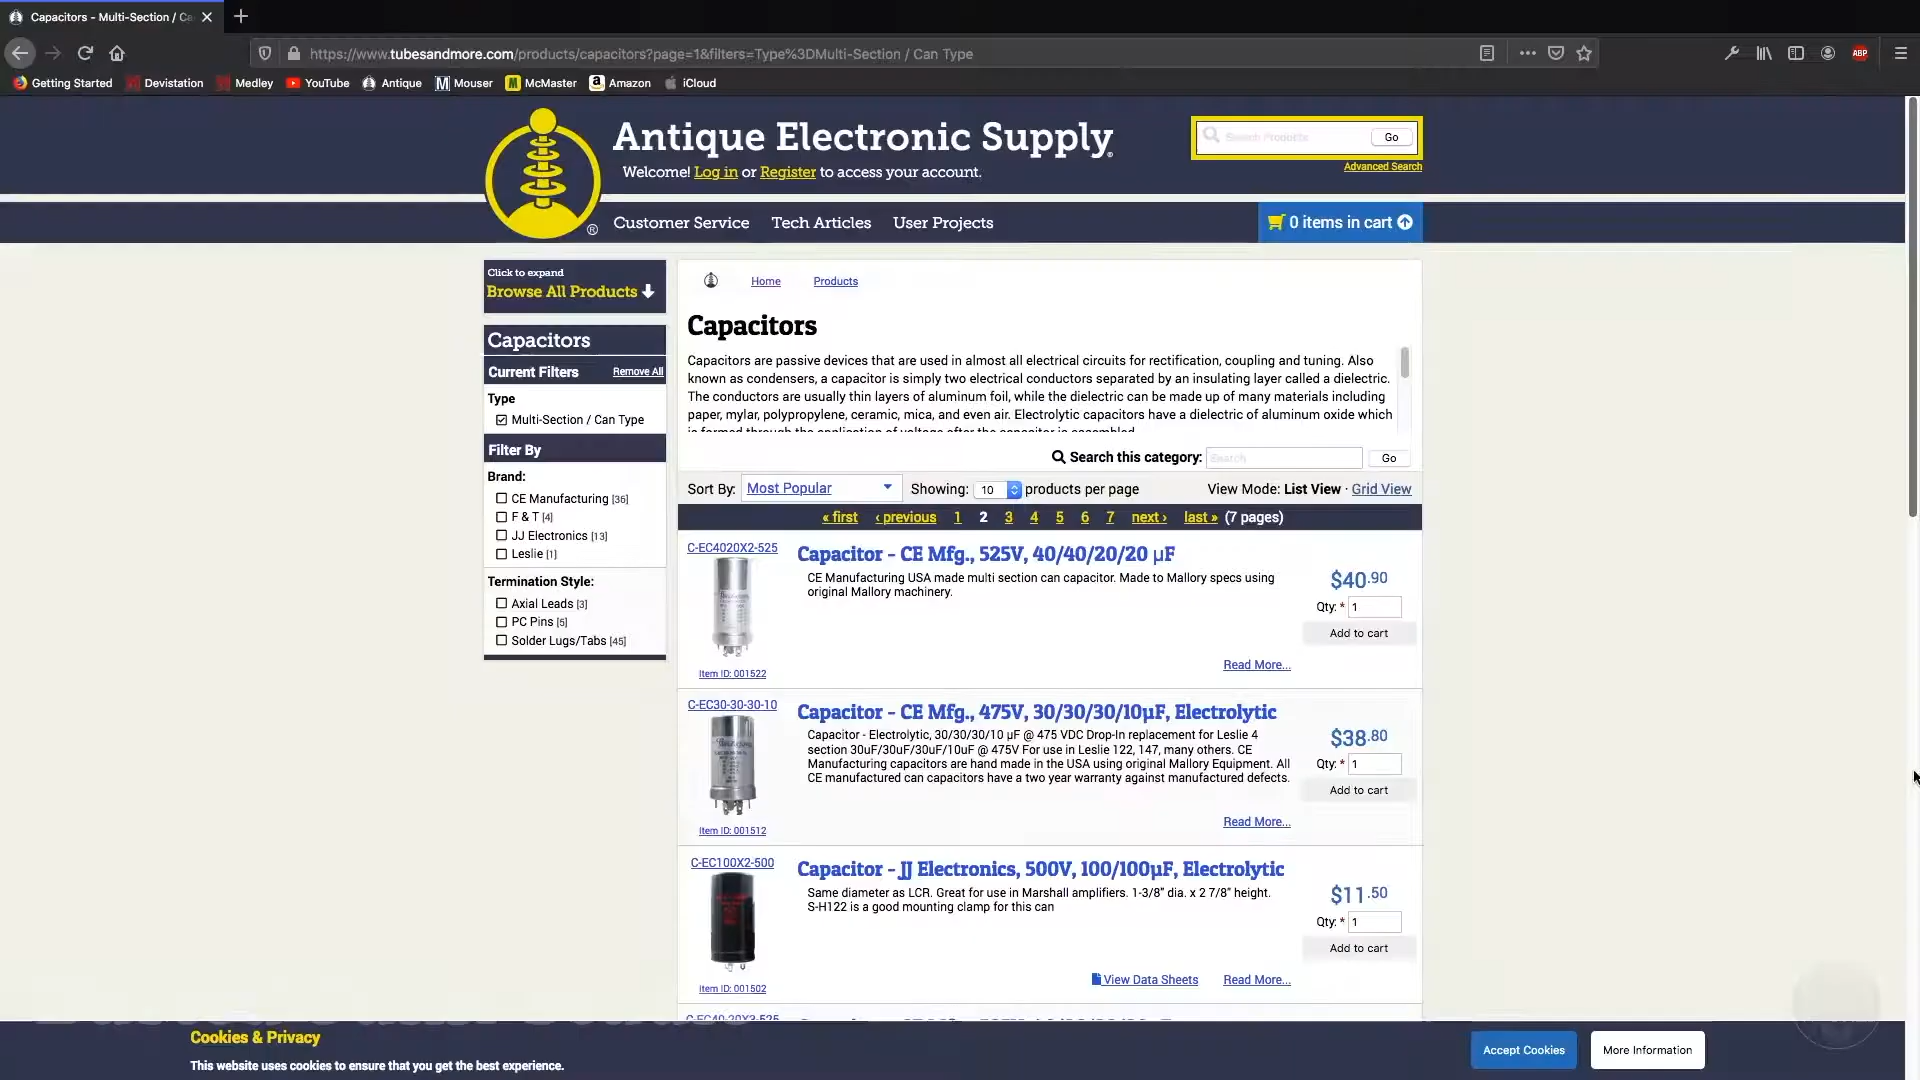 Capacitors - Multi-Section / Ca
https://www.tubesandmore.com/products/capacitors?page=1&filters=Type%3DMulti-Section / Can Type
ABP
Getting Started
Devistation
Medley
YouTube
Antique
Mouser
McMaster
Amazon
iCloud
Antique Electronic Supply®
Welcome! Log in or Register to access your account.
Search Products
Go
Advanced Search
Customer Service
Tech Articles
User Projects
0 items in cart
Click to expand
Browse All Products
Capacitors
Current Filters
Remove All
Type
Multi-Section / Can Type
Filter By
Brand:
CE Manufacturing [36]
F & T [4]
JJ Electronics [13]
Leslie [1]
Termination Style:
Axial Leads [3]
PC Pins [5]
Solder Lugs/Tabs [45]
Home
Products
Capacitors
Capacitors are passive devices that are used in almost all electrical circuits for rectification, coupling and tuning. Also
known as condensers, a capacitor is simply two electrical conductors separated by an insulating layer called a dielectric.
The conductors are usually thin layers of aluminum foil, while the dielectric can be made up of many materials including
paper, mylar, polypropylene, ceramic, mica, and even air. Electrolytic capacitors have a dielectric of aluminum oxide which
is formed through the application of voltage after the capacitor is assembled.
Search this category:
Search
Go
Sort By: Most Popular
Showing: 10 products per page
View Mode: List View · Grid View
« first ‹ previous 1 2 3 4 5 6 7 next › last » (7 pages)
C-EC4020X2-525
Capacitor - CE Mfg., 525V, 40/40/20/20 µF
CE Manufacturing USA made multi section can capacitor. Made to Mallory specs using
original Mallory machinery.
$40.90
Qty: * 1
Add to cart
Read More...
Item ID: 001522
C-EC30-30-30-10
Capacitor - CE Mfg., 475V, 30/30/30/10µF, Electrolytic
Capacitor - Electrolytic, 30/30/30/10 µF @ 475 VDC Drop-In replacement for Leslie 4
section 30uF/30uF/30uF/10uF @ 475V For use in Leslie 122, 147, many others. CE
Manufacturing capacitors are hand made in the USA using original Mallory Equipment. All
CE manufactured can capacitors have a two year warranty against manufactured defects.
$38.80
Qty: * 1
Add to cart
Read More...
Item ID: 001512
C-EC100X2-500
Capacitor - JJ Electronics, 500V, 100/100µF, Electrolytic
Same diameter as LCR. Great for use in Marshall amplifiers. 1-3/8" dia. x 2 7/8" height.
S-H122 is a good mounting clamp for this can
$11.50
Qty: * 1
Add to cart
View Data Sheets
Read More...
Item ID: 001502
Cookies & Privacy
This website uses cookies to ensure that you get the best experience.
Accept Cookies
More Information